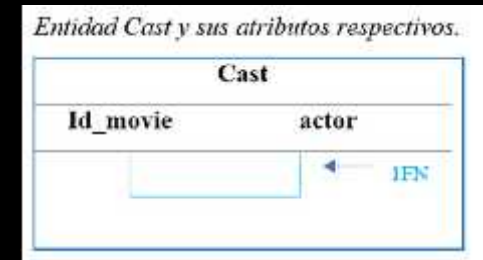 Entidad Cast y sus atributos respectivos.
Cast
Id_movie actor
1FN